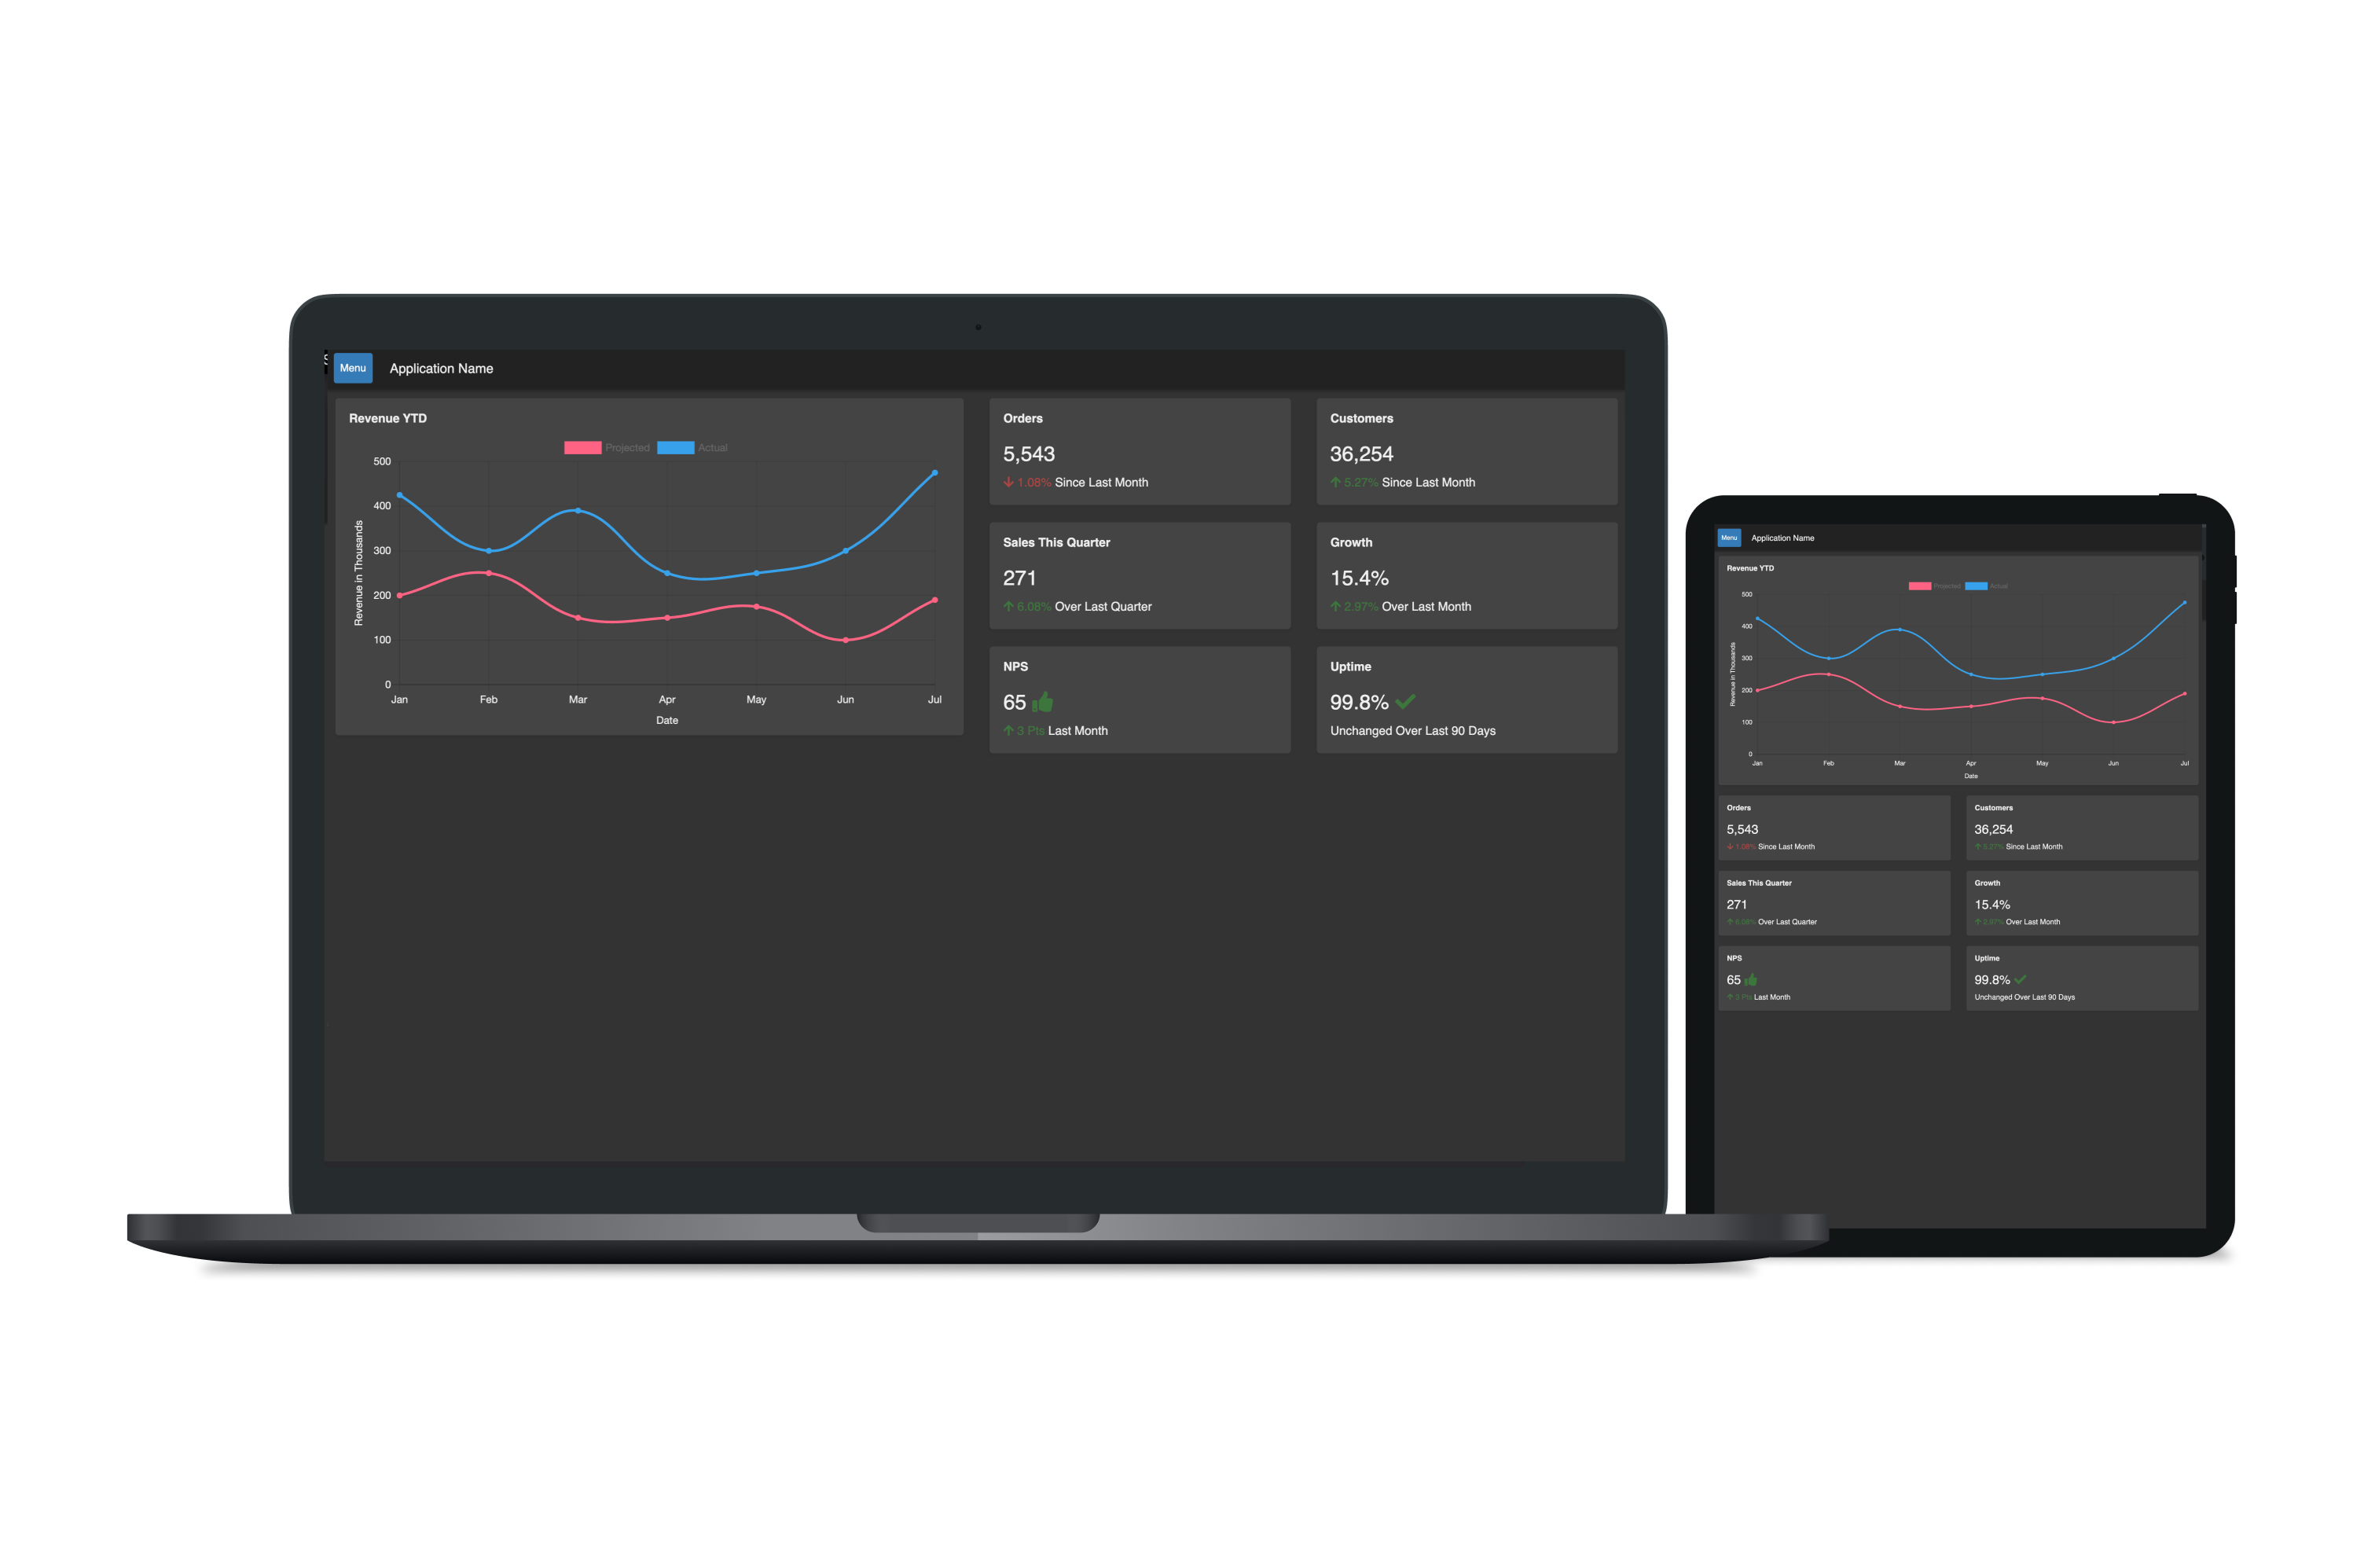 Menu Application Name
Revenue YTD
Projected Actual
500
400
300
200
100
0
Revenue in Thousands
Jan Feb Mar Apr May Jun Jul
Date
Orders
5,543
1.08% Since Last Month
Customers
36,254
5.27% Since Last Month
Sales This Quarter
271
6.08% Over Last Quarter
Growth
15.4%
2.97% Over Last Month
NPS
65
3 Pts Last Month
Uptime
99.8%
Unchanged Over Last 90 Days
Menu Application Name
Revenue YTD
Projected Actual
500
400
300
200
100
0
Revenue in Thousands
Jan Feb Mar Apr May Jun Jul
Date
Orders
5,543
1.08% Since Last Month
Customers
36,254
5.27% Since Last Month
Sales This Quarter
271
6.08% Over Last Quarter
Growth
15.4%
2.97% Over Last Month
NPS
65
3 Pts Last Month
Uptime
99.8%
Unchanged Over Last 90 Days